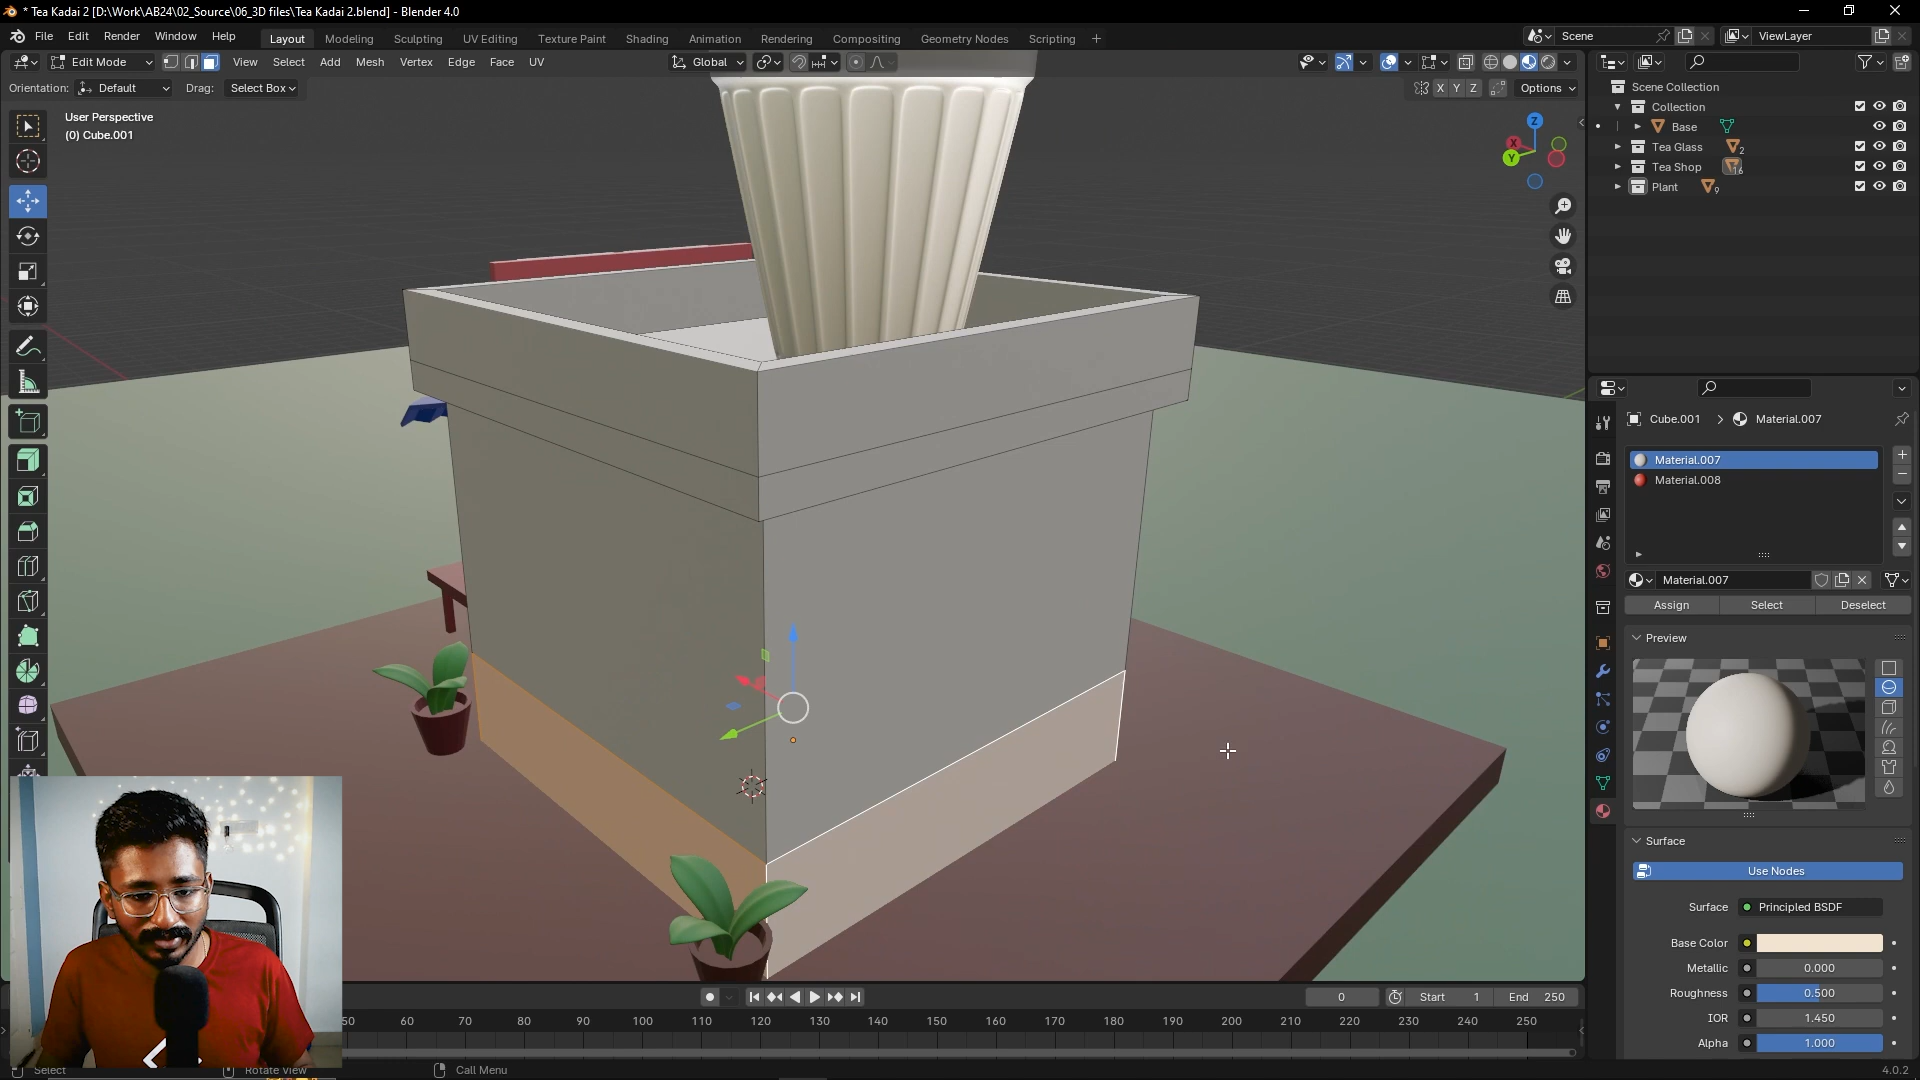 * Tea Kadai 2 [D:\Work\AB24\02_Source\06_3D files\Tea Kadai 2.blend] - Blender 4.0
File Edit Render Window Help Layout Modeling Sculpting UV Editing Texture Paint Shading Animation Rendering Compositing Geometry Nodes Scripting + Scene ViewLayer
Edit Mode View Select Add Mesh Vertex Edge Face UV Global
Orientation: Default Drag: Select Box X Y Z Options
User Perspective
(0) Cube.001
Z
X
Y
Scene Collection
Collection
Base
Tea Glass 2
Tea Shop 16
Plant 9
Cube.001 > Material.007
Material.007
Material.008
Material.007
Assign Select Deselect
Preview
Surface
Use Nodes
Surface Principled BSDF
Base Color
Metallic 0.000
Roughness 0.500
IOR 1.450
Alpha 1.000
0 Start 1 End 250
50 60 70 80 90 100 110 120 130 140 150 160 170 180 190 200 210 220 230 240 250
Select Rotate View Call Menu 4.0.2